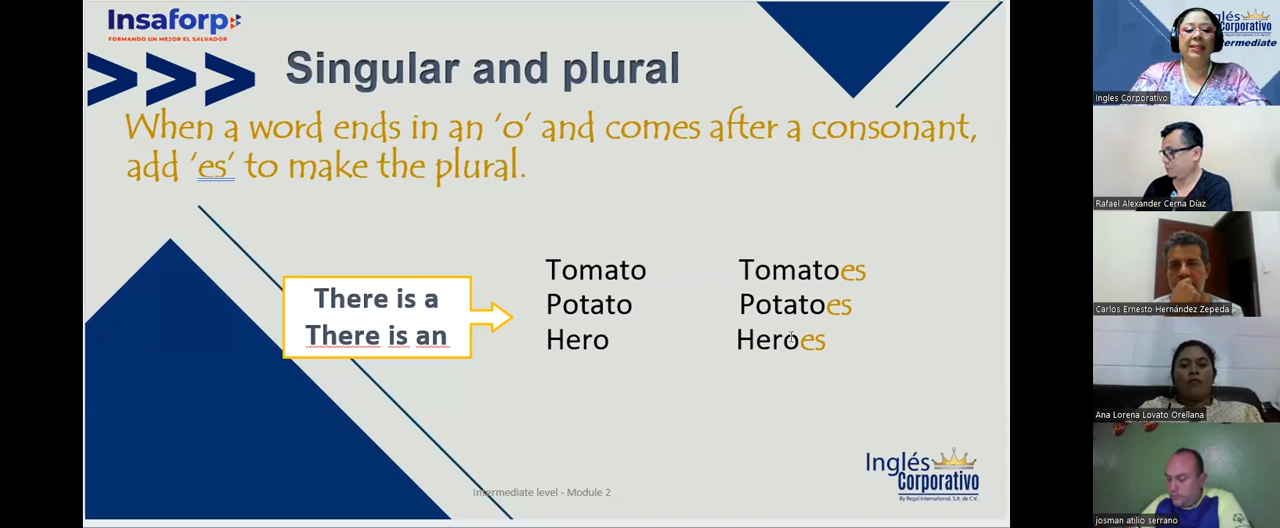 Insaforp
FORMANDO UN MEJOR EL SALVADOR
>>> Singular and plural
When a word ends in an ‘o’ and comes after a consonant,
add ‘es’ to make the plural.
There is a
There is an
Tomato Tomatoes
Potato Potatoes
Hero Heroes
Intermediate level - Module 2
Inglés
Corporativo
By Regal International, S.A. de C.V.
glés
Corporativo
termediate
Ingles Corporativo
Rafael Alexander Cerna Díaz
Carlos Ernesto Hernández Zepeda
Ana Lorena Lovato Orellana
josman atilio serrano